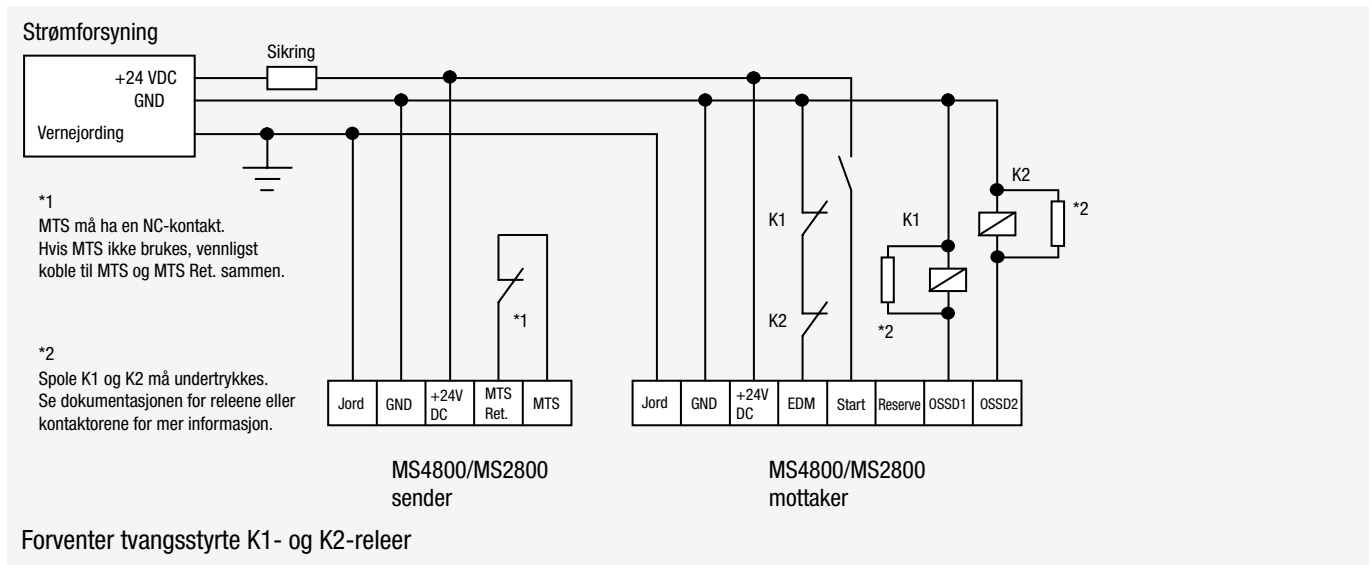 Strømforsyning
Sikring
+24 VDC
GND
Vernejording
*1
MTS må ha en NC-kontakt.
Hvis MTS ikke brukes, vennligst
koble til MTS og MTS Ret. sammen.
*2
Spole K1 og K2 må undertrykkes.
Se dokumentasjonen for releene eller
kontaktorene for mer informasjon.
*1
K1
K2
K1
*2
K2
*2
Jord
GND
+24V
DC
MTS
Ret.
MTS
Jord
GND
+24V
DC
EDM
Start
Reserve
OSSD1
OSSD2
MS4800/MS2800
sender
MS4800/MS2800
mottaker
Forventer tvangsstyrte K1- og K2-releer